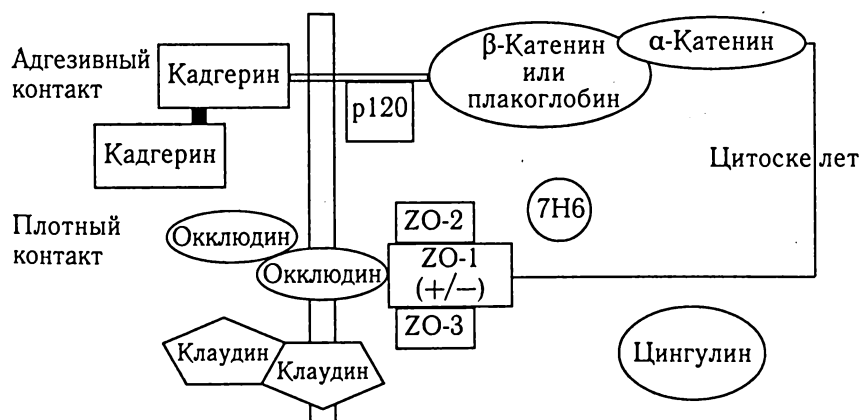 Адгезивный
контакт
Кадгерин
Кадгерин
p120
β-Катенин
или
плакоглобин
α-Катенин
Цитоскелет
Плотный
контакт
Окклюдин
Окклюдин
ZO-2
ZO-1
(+/−)
ZO-3
7H6
Клаудин
Клаудин
Цингулин